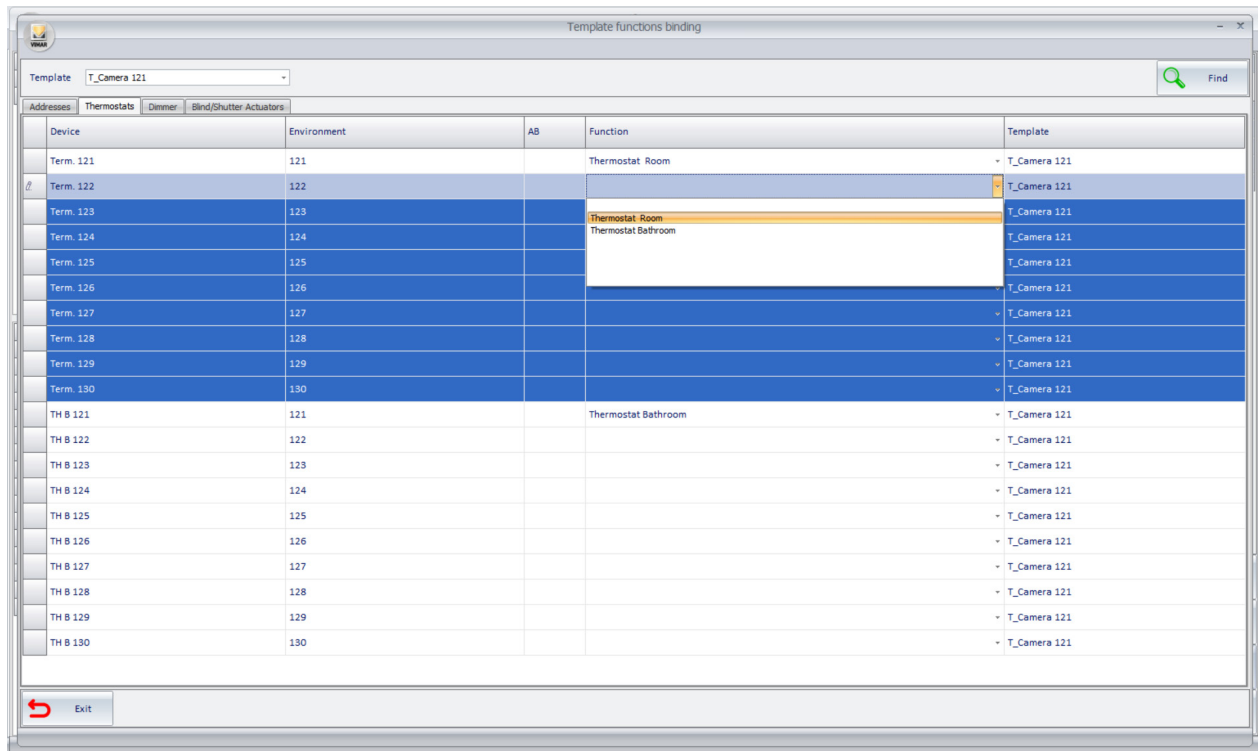 Template functions binding
VIMAR
Template T_Camera 121 Find
Addresses Thermostats Dimmer Blind/Shutter Actuators
Device Environment AB Function Template
Term. 121 121 Thermostat Room T_Camera 121
Term. 122 122 T_Camera 121
Term. 123 123 Thermostat Room T_Camera 121
Term. 124 124 Thermostat Bathroom T_Camera 121
Term. 125 125 T_Camera 121
Term. 126 126 T_Camera 121
Term. 127 127 T_Camera 121
Term. 128 128 T_Camera 121
Term. 129 129 T_Camera 121
Term. 130 130 T_Camera 121
TH B 121 121 Thermostat Bathroom T_Camera 121
TH B 122 122 T_Camera 121
TH B 123 123 T_Camera 121
TH B 124 124 T_Camera 121
TH B 125 125 T_Camera 121
TH B 126 126 T_Camera 121
TH B 127 127 T_Camera 121
TH B 128 128 T_Camera 121
TH B 129 129 T_Camera 121
TH B 130 130 T_Camera 121
Exit